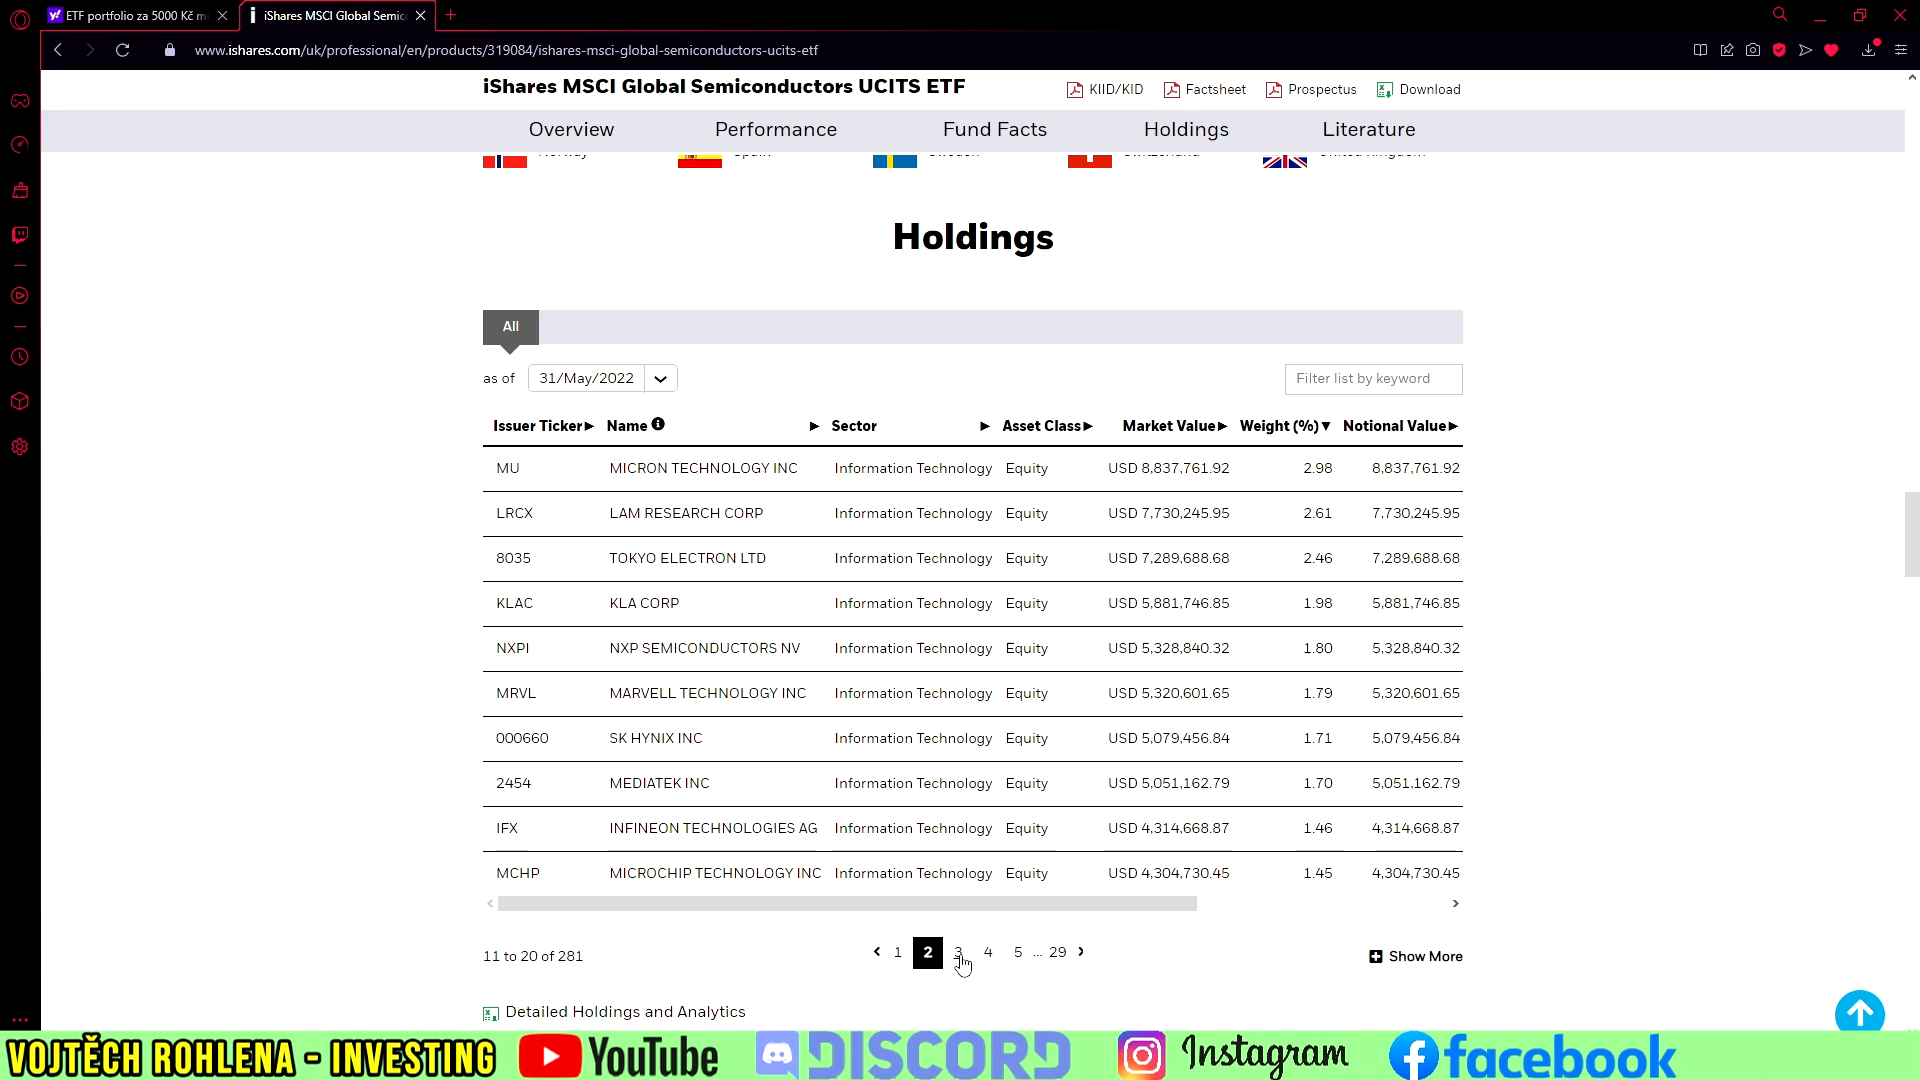 ETF portfolio za 5000 Kč m
iShares MSCI Global Semic
www.ishares.com/uk/professional/en/products/319084/ishares-msci-global-semiconductors-ucits-etf
iShares MSCI Global Semiconductors UCITS ETF
KIID/KID Factsheet Prospectus Download
Overview Performance Fund Facts Holdings Literature
Norway Spain Sweden Switzerland United Kingdom
Holdings
All
as of 31/May/2022 Filter list by keyword
Issuer Ticker Name Sector Asset Class Market Value Weight (%) Notional Value
MU MICRON TECHNOLOGY INC Information Technology Equity USD 8,837,761.92 2.98 8,837,761.92
LRCX LAM RESEARCH CORP Information Technology Equity USD 7,730,245.95 2.61 7,730,245.95
8035 TOKYO ELECTRON LTD Information Technology Equity USD 7,289,688.68 2.46 7,289,688.68
KLAC KLA CORP Information Technology Equity USD 5,881,746.85 1.98 5,881,746.85
NXPI NXP SEMICONDUCTORS NV Information Technology Equity USD 5,328,840.32 1.80 5,328,840.32
MRVL MARVELL TECHNOLOGY INC Information Technology Equity USD 5,320,601.65 1.79 5,320,601.65
000660 SK HYNIX INC Information Technology Equity USD 5,079,456.84 1.71 5,079,456.84
2454 MEDIATEK INC Information Technology Equity USD 5,051,162.79 1.70 5,051,162.79
IFX INFINEON TECHNOLOGIES AG Information Technology Equity USD 4,314,668.87 1.46 4,314,668.87
MCHP MICROCHIP TECHNOLOGY INC Information Technology Equity USD 4,304,730.45 1.45 4,304,730.45
11 to 20 of 281 1 2 3 4 5 ... 29 Show More
Detailed Holdings and Analytics
VOJTĚCH ROHLENA - INVESTING YouTube DISCORD Instagram facebook